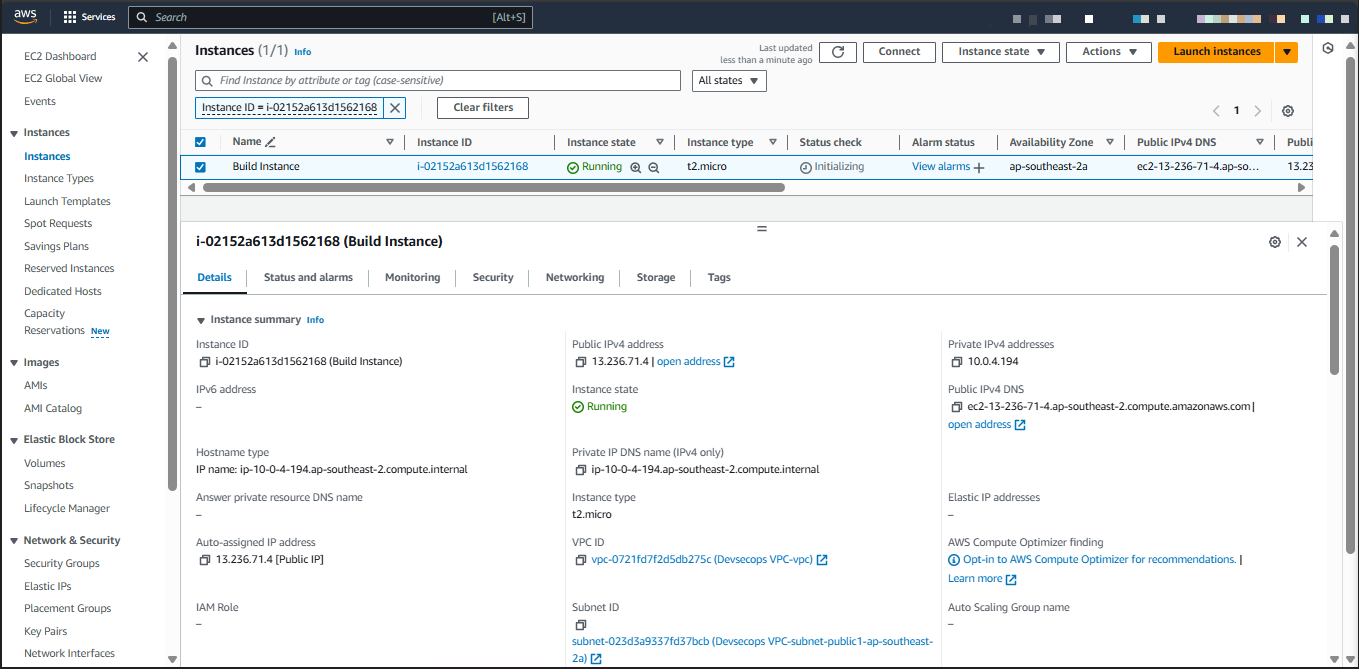 aws
Services
Search
[Alt+S]
EC2 Dashboard
EC2 Global View
Events
Instances
Instances
Instance Types
Launch Templates
Spot Requests
Savings Plans
Reserved Instances
Dedicated Hosts
Capacity
Reservations New
Images
AMIs
AMI Catalog
Elastic Block Store
Volumes
Snapshots
Lifecycle Manager
Network & Security
Security Groups
Elastic IPs
Placement Groups
Key Pairs
Network Interfaces
Instances (1/1) Info
Last updated
less than a minute ago
Connect
Instance state
Actions
Launch instances
Find Instance by attribute or tag (case-sensitive)
All states
Instance ID = i-02152a613d1562168
Clear filters
1
Name Instance ID Instance state Instance type Status check Alarm status Availability Zone Public IPv4 DNS Publi
Build Instance i-02152a613d1562168 Running t2.micro Initializing View alarms + ap-southeast-2a ec2-13-236-71-4.ap-so... 13.23
i-02152a613d1562168 (Build Instance)
Details Status and alarms Monitoring Security Networking Storage Tags
Instance summary Info
Instance ID
i-02152a613d1562168 (Build Instance)
Public IPv4 address
13.236.71.4 | open address
Private IPv4 addresses
10.0.4.194
IPv6 address
–
Instance state
Running
Public IPv4 DNS
ec2-13-236-71-4.ap-southeast-2.compute.amazonaws.com |
open address
Hostname type
IP name: ip-10-0-4-194.ap-southeast-2.compute.internal
Private IP DNS name (IPv4 only)
ip-10-0-4-194.ap-southeast-2.compute.internal
Answer private resource DNS name
–
Instance type
t2.micro
Elastic IP addresses
–
Auto-assigned IP address
13.236.71.4 [Public IP]
VPC ID
vpc-0721fd7f2d5db275c (Devsecops VPC-vpc)
AWS Compute Optimizer finding
Opt-in to AWS Compute Optimizer for recommendations. |
Learn more
IAM Role
–
Subnet ID
subnet-023d3a9337fd37bcb (Devsecops VPC-subnet-public1-ap-southeast-
2a)
Auto Scaling Group name
–